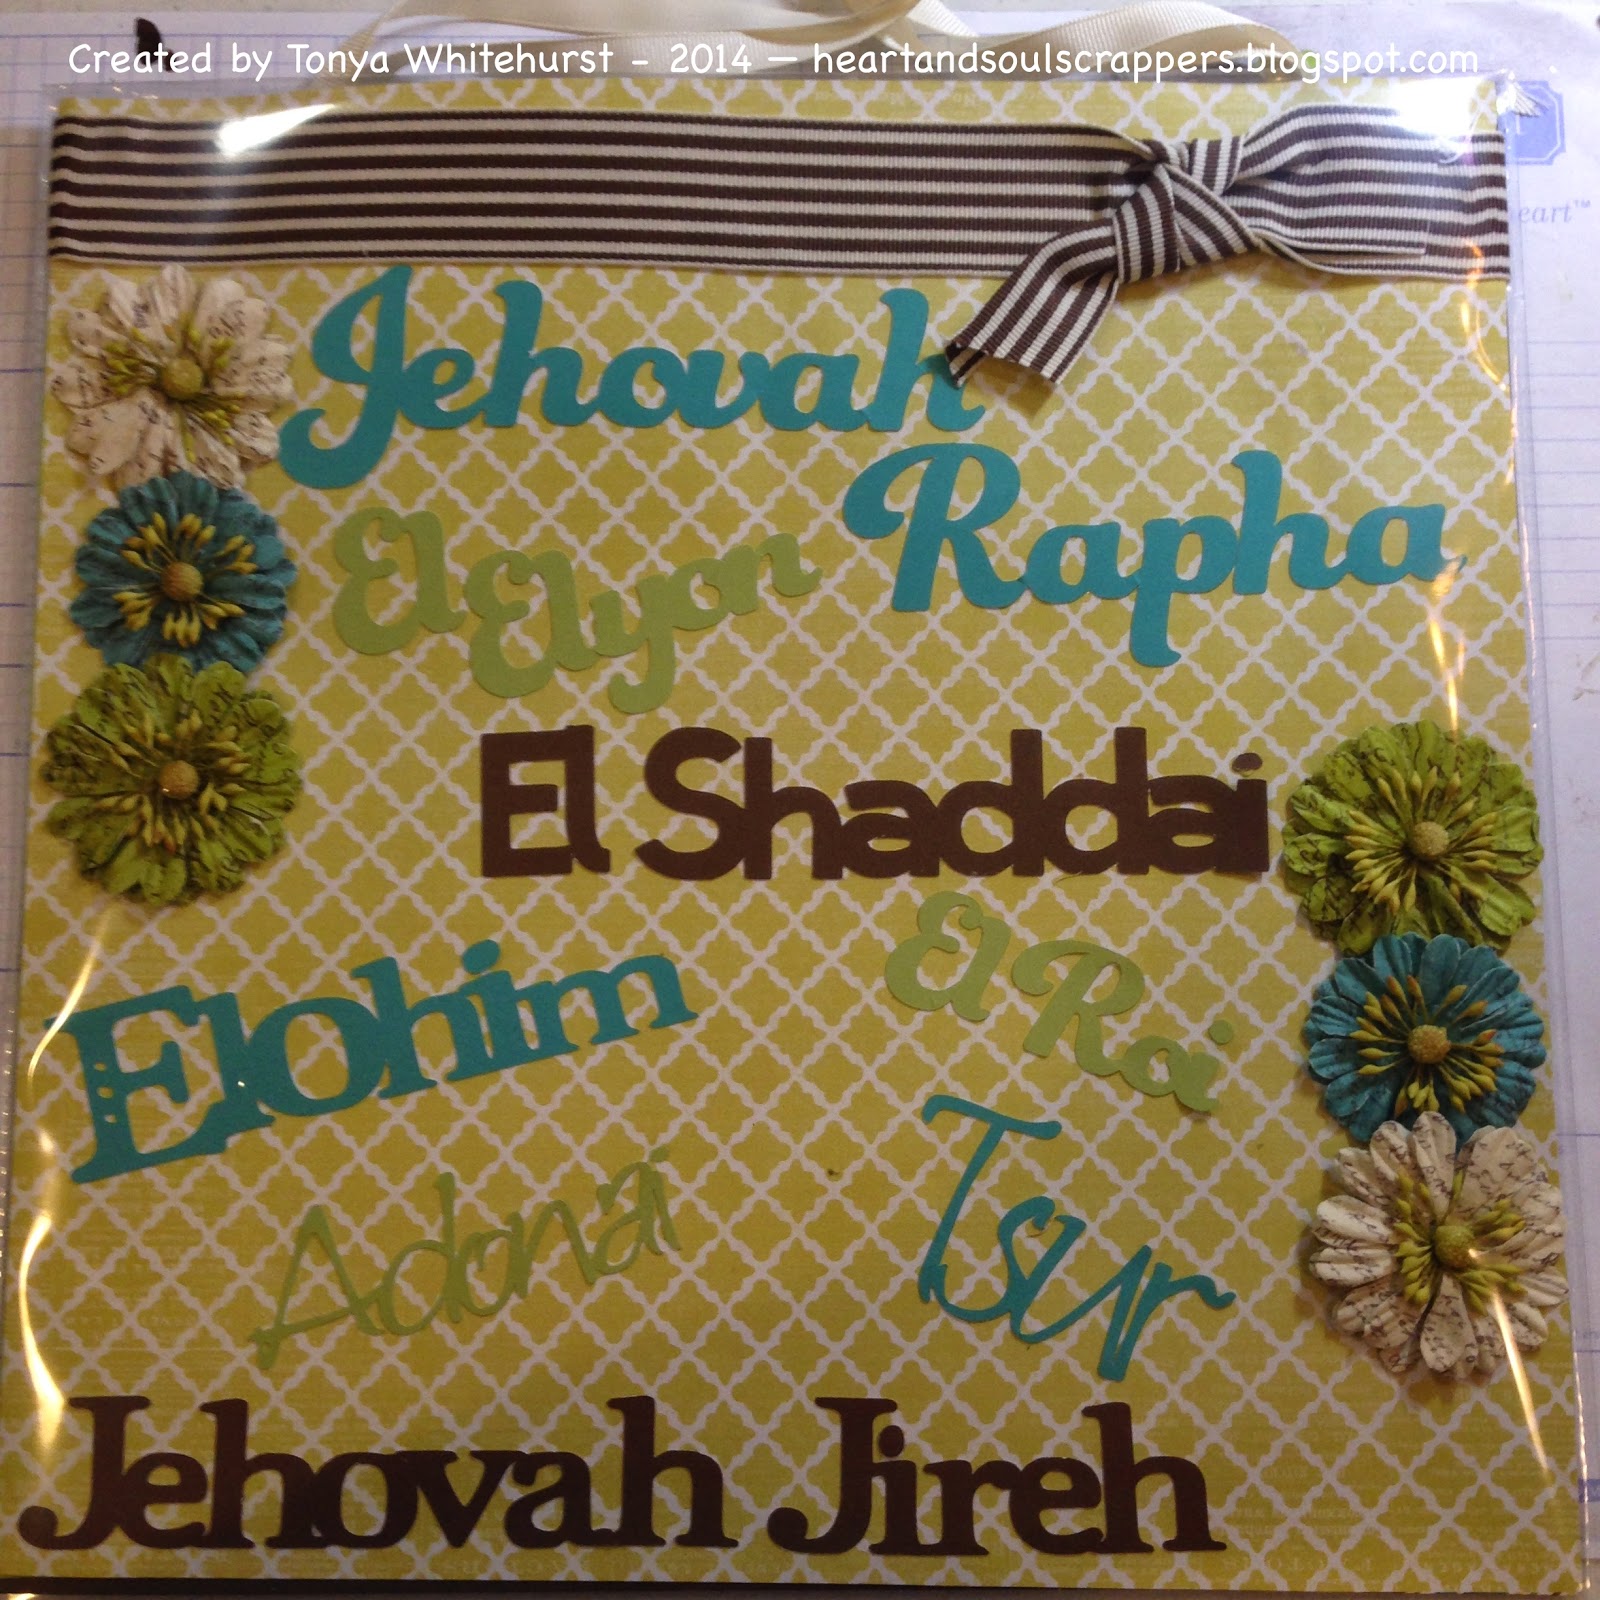 Created by Tonya Whitehurst - 2014 — heartandsoulscrappers.blogspot.com
eart™
Jehovah
Rapha
El Elyon
El Shaddai
El Roi
Elohim
Tsur
Adonai
Jehovah Jireh